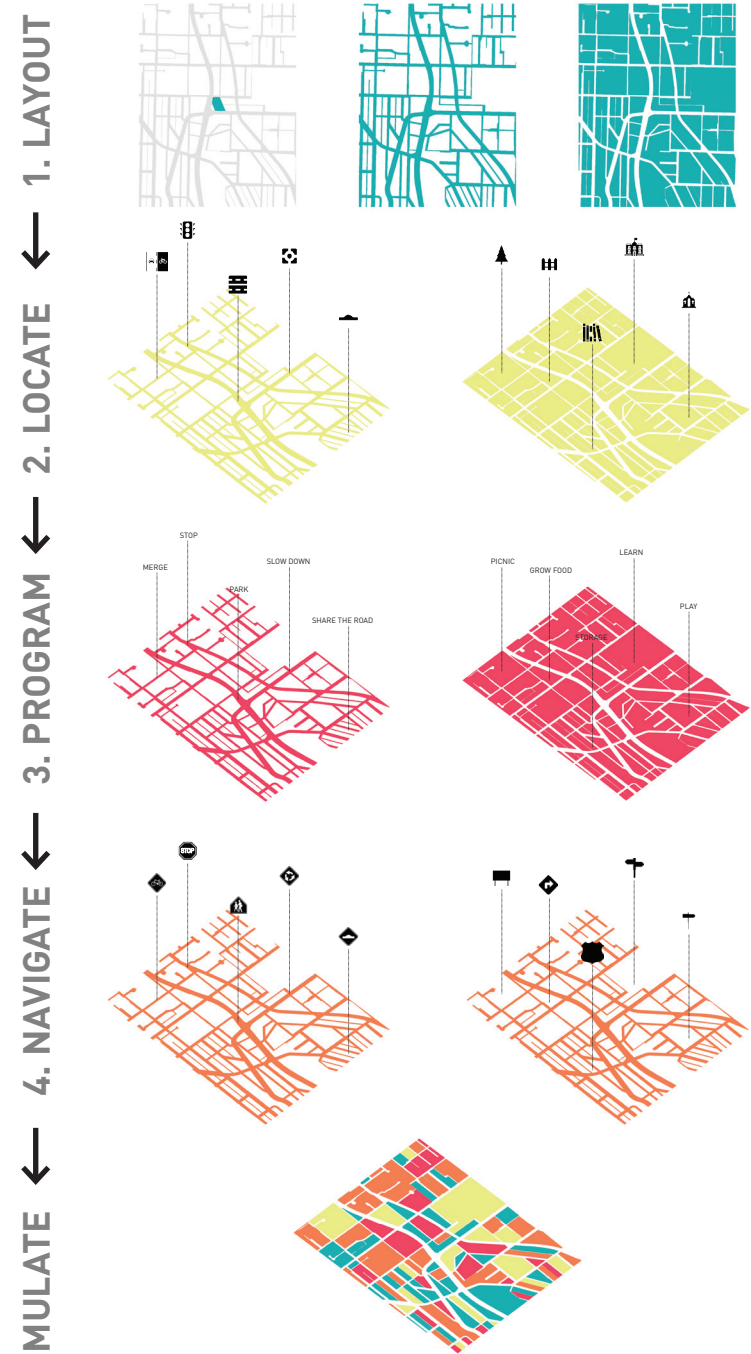 1. LAYOUT
2. LOCATE
3. PROGRAM
STOP
MERGE
SLOW DOWN
PARK
SHARE THE ROAD
LEARN
PICNIC
GROW FOOD
PLAY
STORAGE
4. NAVIGATE
STOP
MULATE